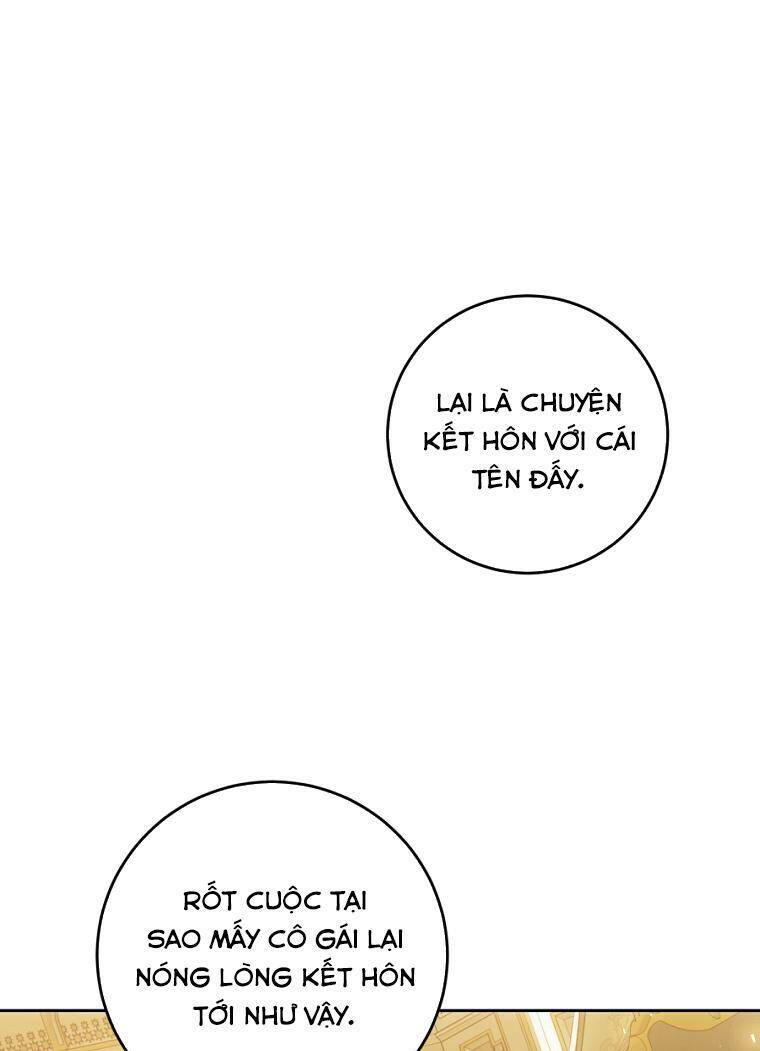 LẠI LÀ CHUYỆN
KẾT HÔN VỚI CÁI
TÊN ĐẤY.
RỐT CUỘC TẠI
SAO MẤY CÔ GÁI LẠI
NÓNG LÒNG KẾT HÔN
TỚI NHƯ VẬY.